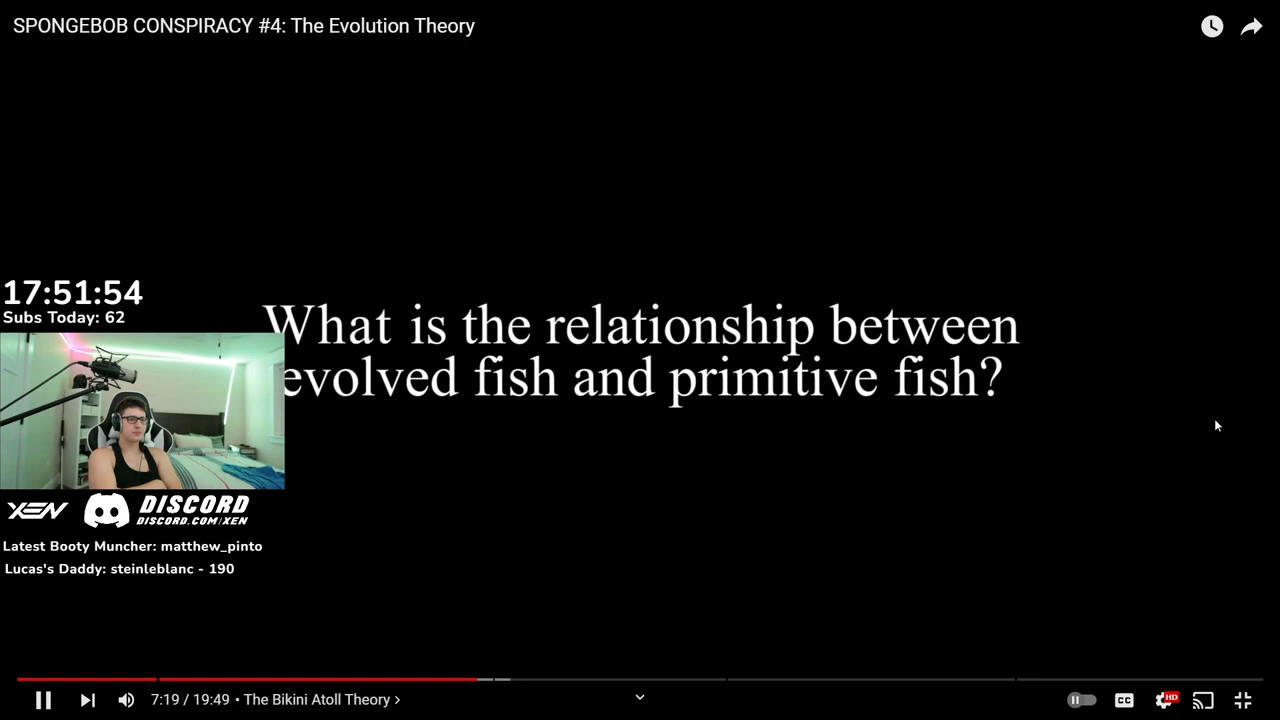 SPONGEBOB CONSPIRACY #4: The Evolution Theory
17:51:54
Subs Today: 62
What is the relationship between
evolved fish and primitive fish?
XEN
DISCORD
DISCORD.COM/XEN
Latest Booty Muncher: matthew_pinto
Lucas's Daddy: steinleblanc - 190
7:19 / 19:49 • The Bikini Atoll Theory >
CC
HD